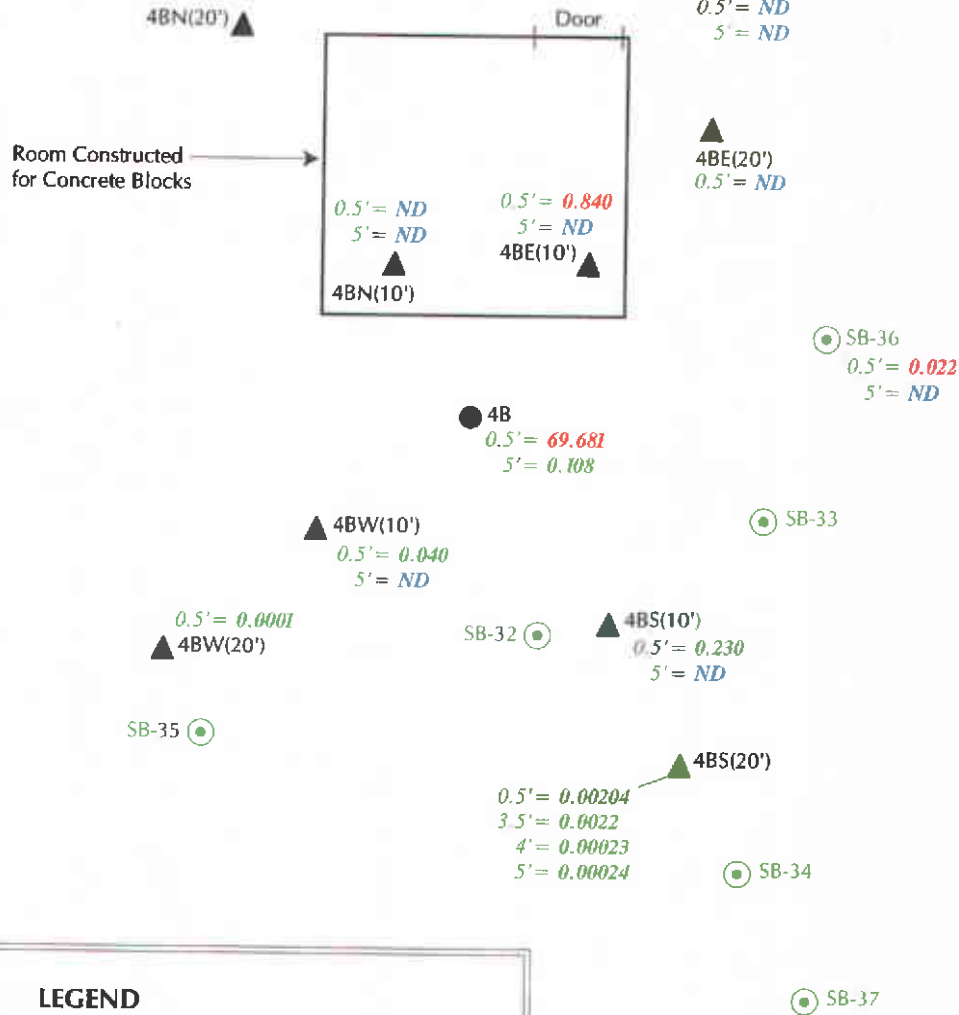 0.5'= ND
5'= ND
4BN(20')
Door
Room Constructed
for Concrete Blocks
4BE(20')
0.5'= ND
0.5'= ND
5'= ND
4BN(10')
0.5'= 0.840
5'= ND
4BE(10')
SB-36
0.5'= 0.022
5'= ND
4B
0.5'= 69.681
5'= 0.108
SB-33
4BW(10')
0.5'= 0.040
5'= ND
0.5'= 0.0001
4BW(20')
SB-32
4BS(10')
0.5'= 0.230
5'= ND
SB-35
4BS(20')
0.5'= 0.00204
3.5'= 0.0022
4'= 0.00023
5'= 0.00024
SB-34
LEGEND
SB-37